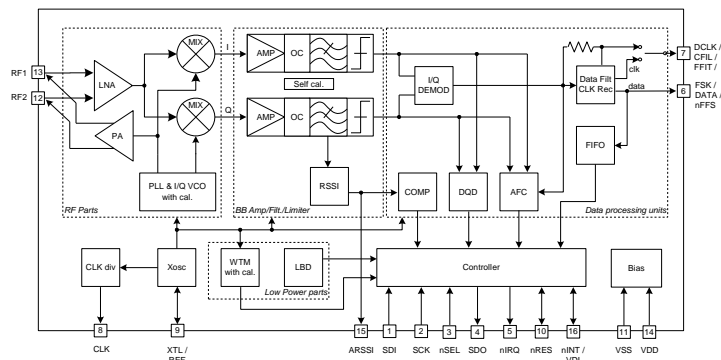 MIX
I
AMP
OC
Self cal.
RF1
13
LNA
RF2
12
PA
MIX
Q
AMP
OC
I/Q
DEMOD
Data Filt
CLK Rec
clk
data
7
DCLK /
CFIL /
FFIT /
6
FSK /
DATA /
nFFS
FIFO
PLL & I/Q VCO
with cal.
RSSI
COMP
DQD
AFC
RF Parts
BB Amp/Filt./Limiter
Data processing units
CLK div
Xosc
WTM
with cal.
LBD
Low Power parts
Controller
Bias
8
9
15
1
2
3
4
5
10
16
11
14
CLK
XTL /
REF
ARSSI
SDI
SCK
nSEL
SDO
nIRQ
nRES
nINT /
VDI
VSS
VDD